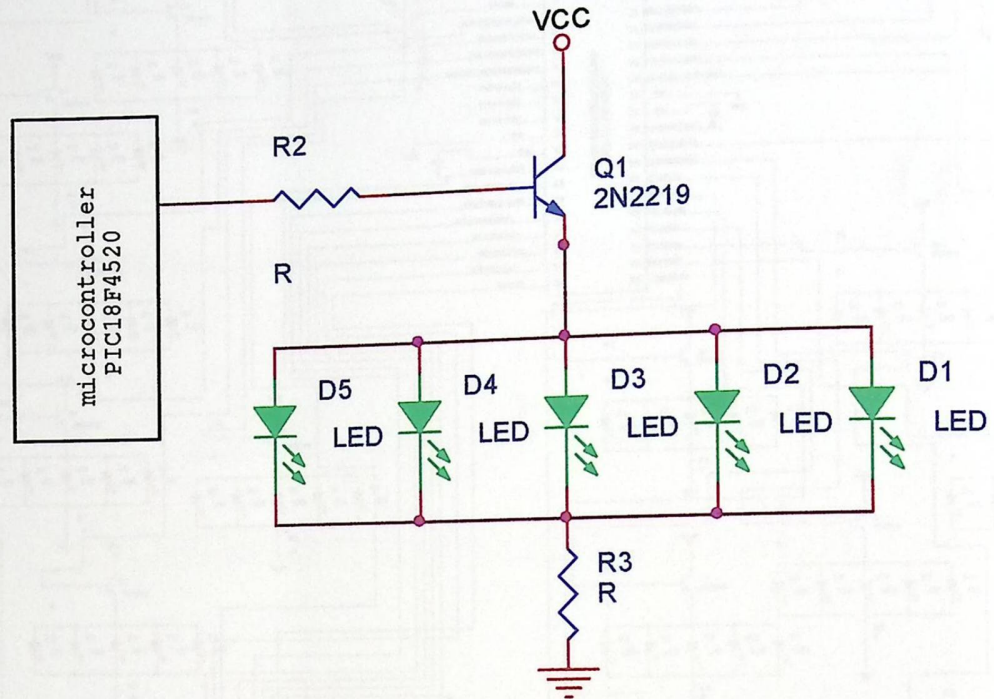 VCC
R2
Q1
2N2219
microcontroller
PIC18F4520
R
D5
LED
D4
LED
D3
LED
D2
LED
D1
LED
R3
R